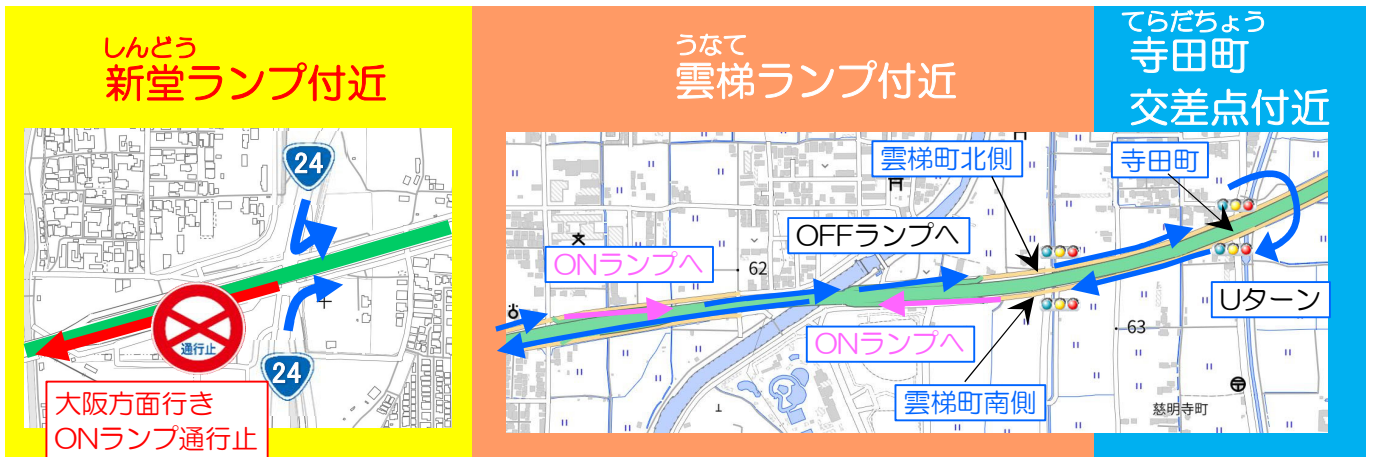 しんどう
新堂ランプ付近
24
通行止
24
大阪方面行き
ONランプ通行止
うなて
雲梯ランプ付近
雲梯町北側
OFFランプへ
ONランプへ
62
ONランプへ
雲梯町南側
てらだちょう
寺田町
交差点付近
寺田町
Uターン
63
慈明寺町